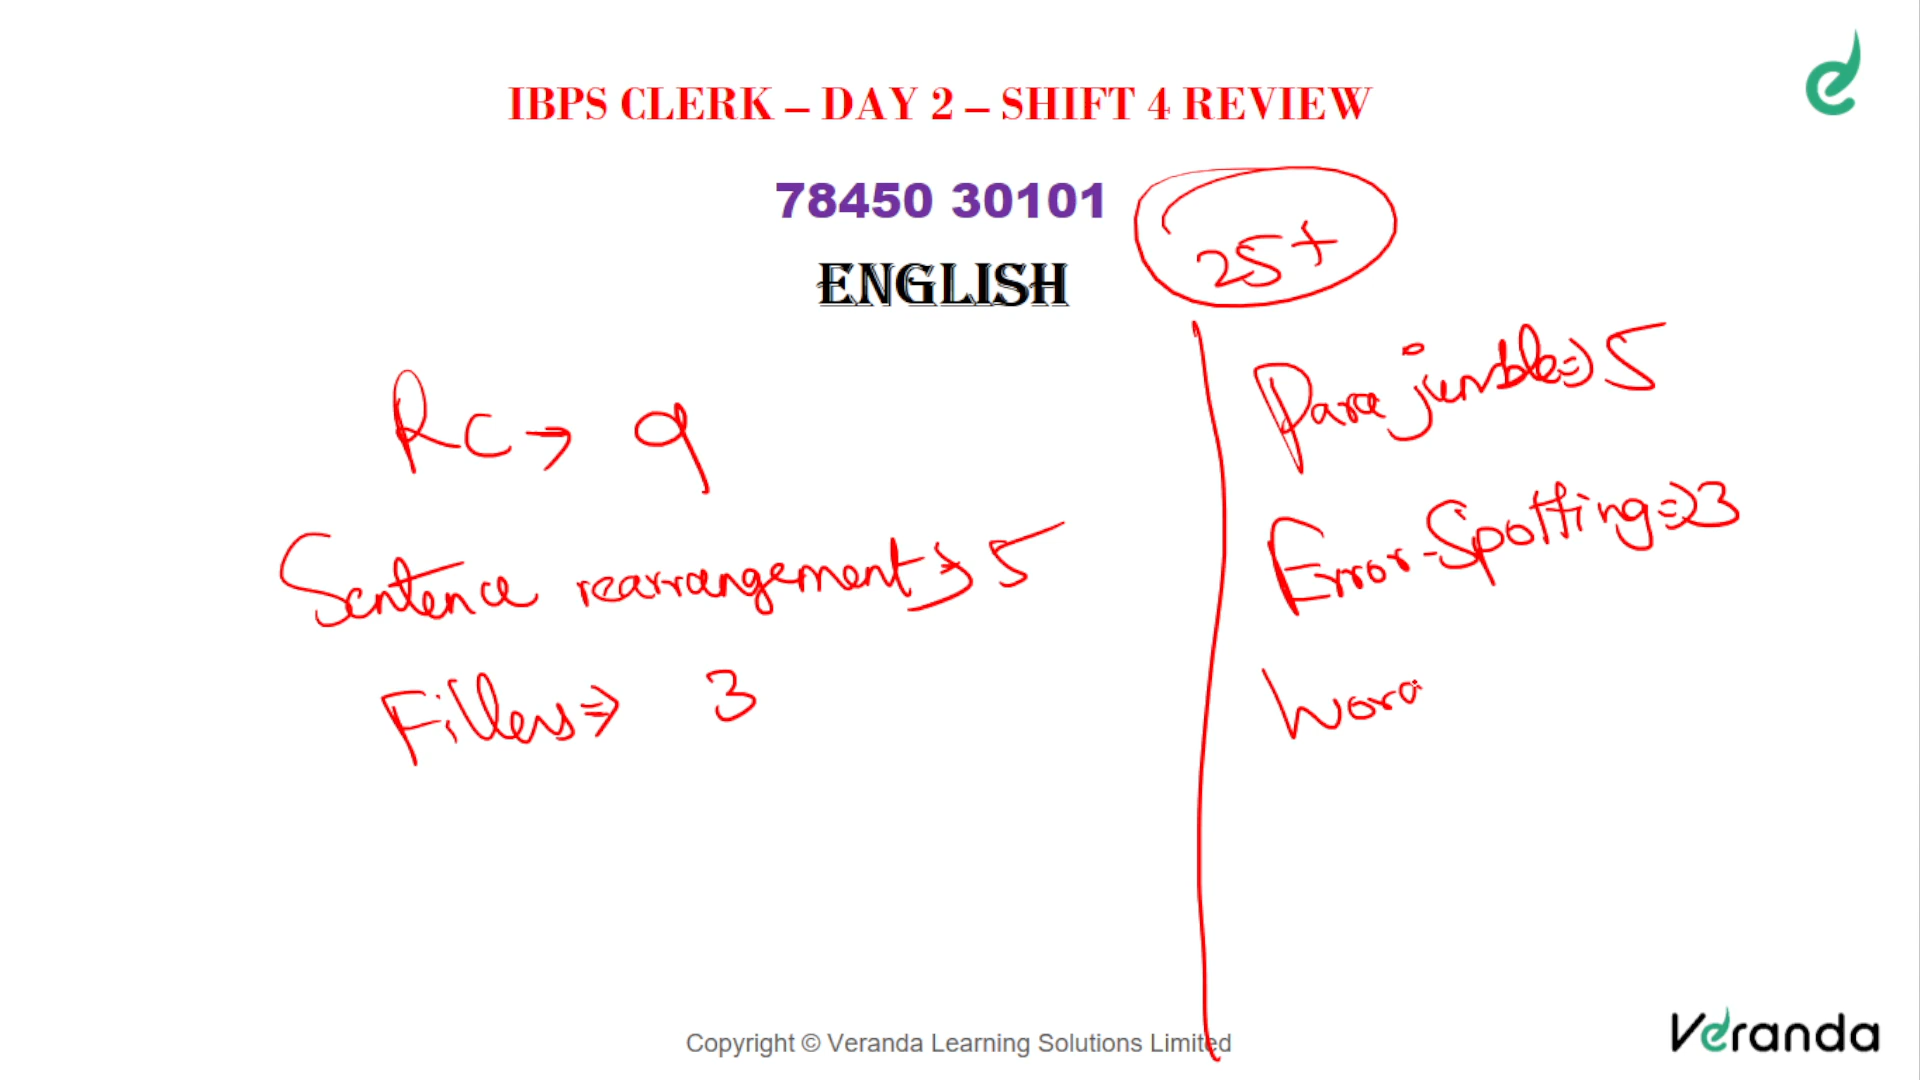 IBPS CLERK – DAY 2 – SHIFT 4 REVIEW
78450 30101
25+
ENGLISH
RC → 9
Sentence rearrangement → 5
Fillers ⇒ 3
Para jumble ⇒ 5
Error-Spotting ⇒ 3
Wora
Copyright © Veranda Learning Solutions Limited
Veranda